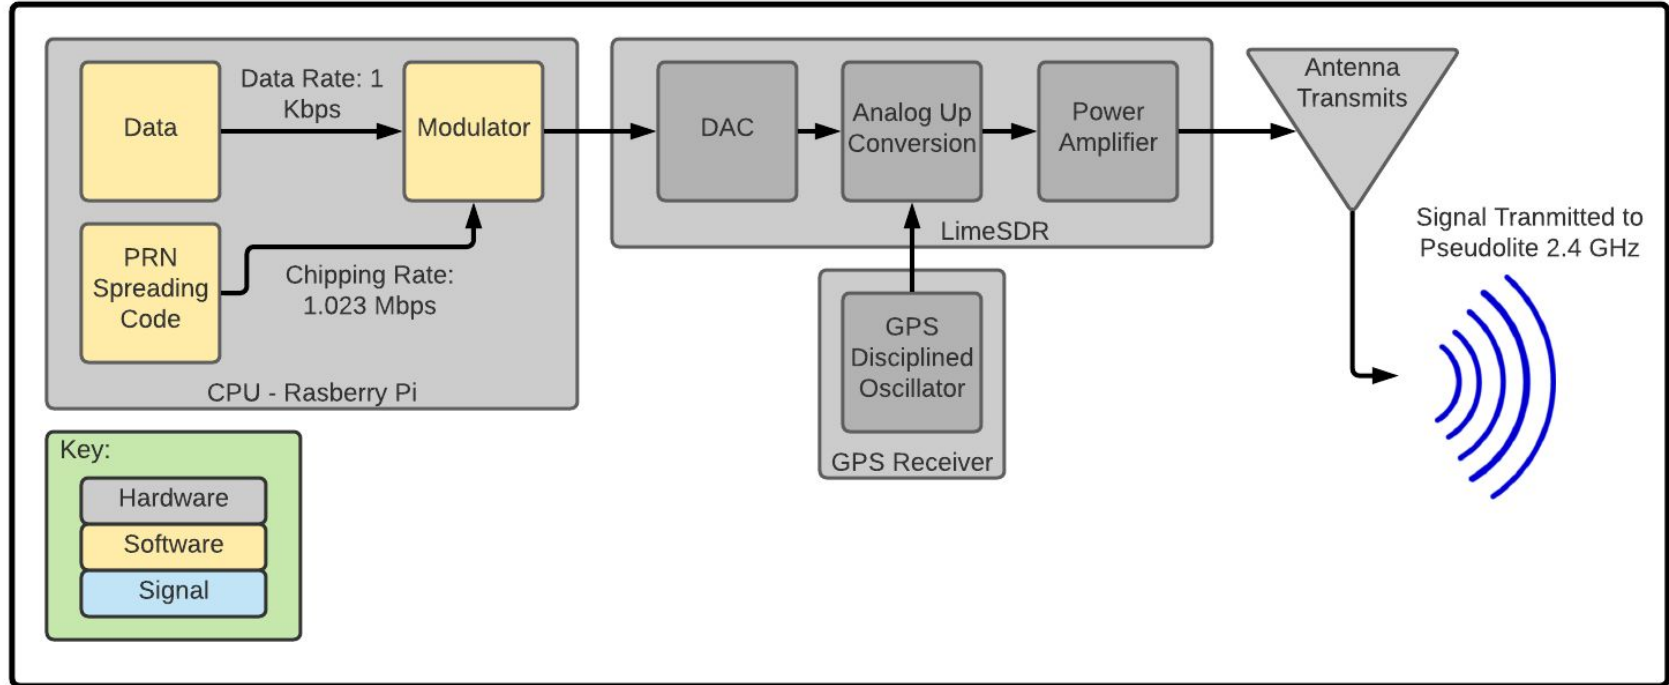 Data
Data Rate: 1
Kbps
Modulator
PRN
Spreading
Code
Chipping Rate:
1.023 Mbps
CPU - Rasberry Pi
DAC
Analog Up
Conversion
Power
Amplifier
LimeSDR
GPS
Disciplined
Oscillator
GPS Receiver
Antenna
Transmits
Signal Tranmitted to
Pseudolite 2.4 GHz
Key:
Hardware
Software
Signal